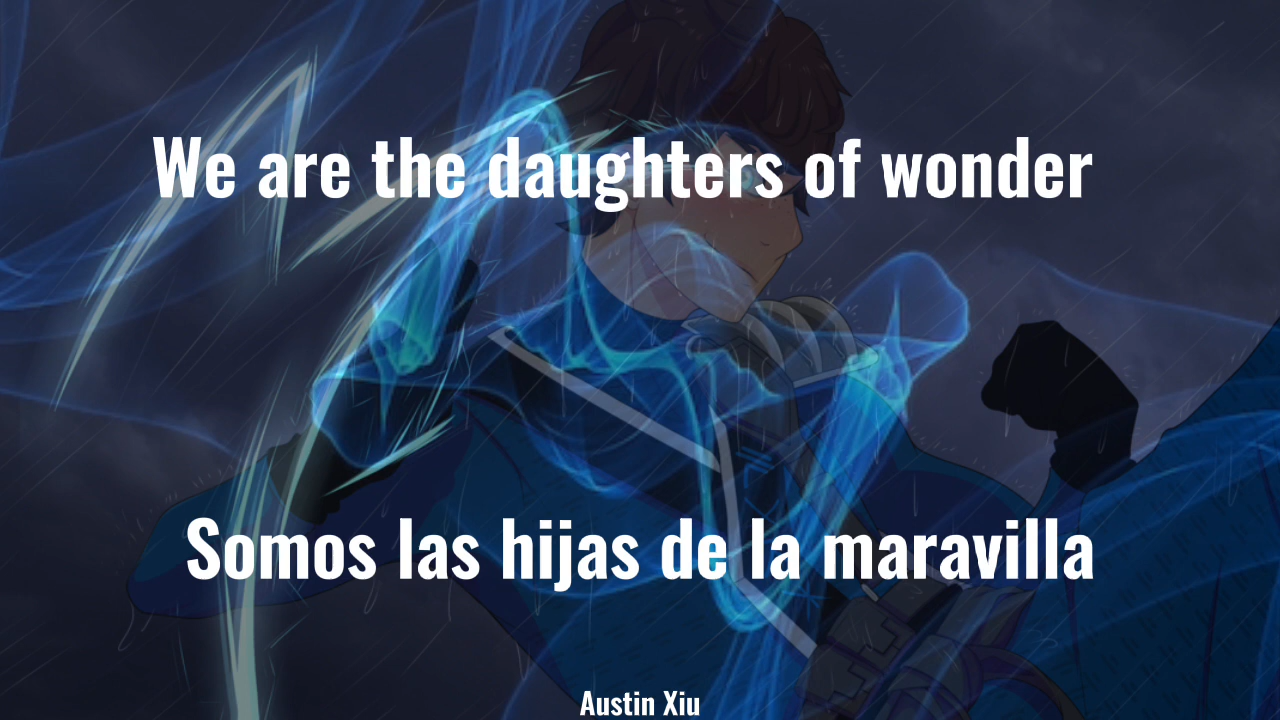 We are the daughters of wonder
Somos las hijas de la maravilla
Austin Xiu